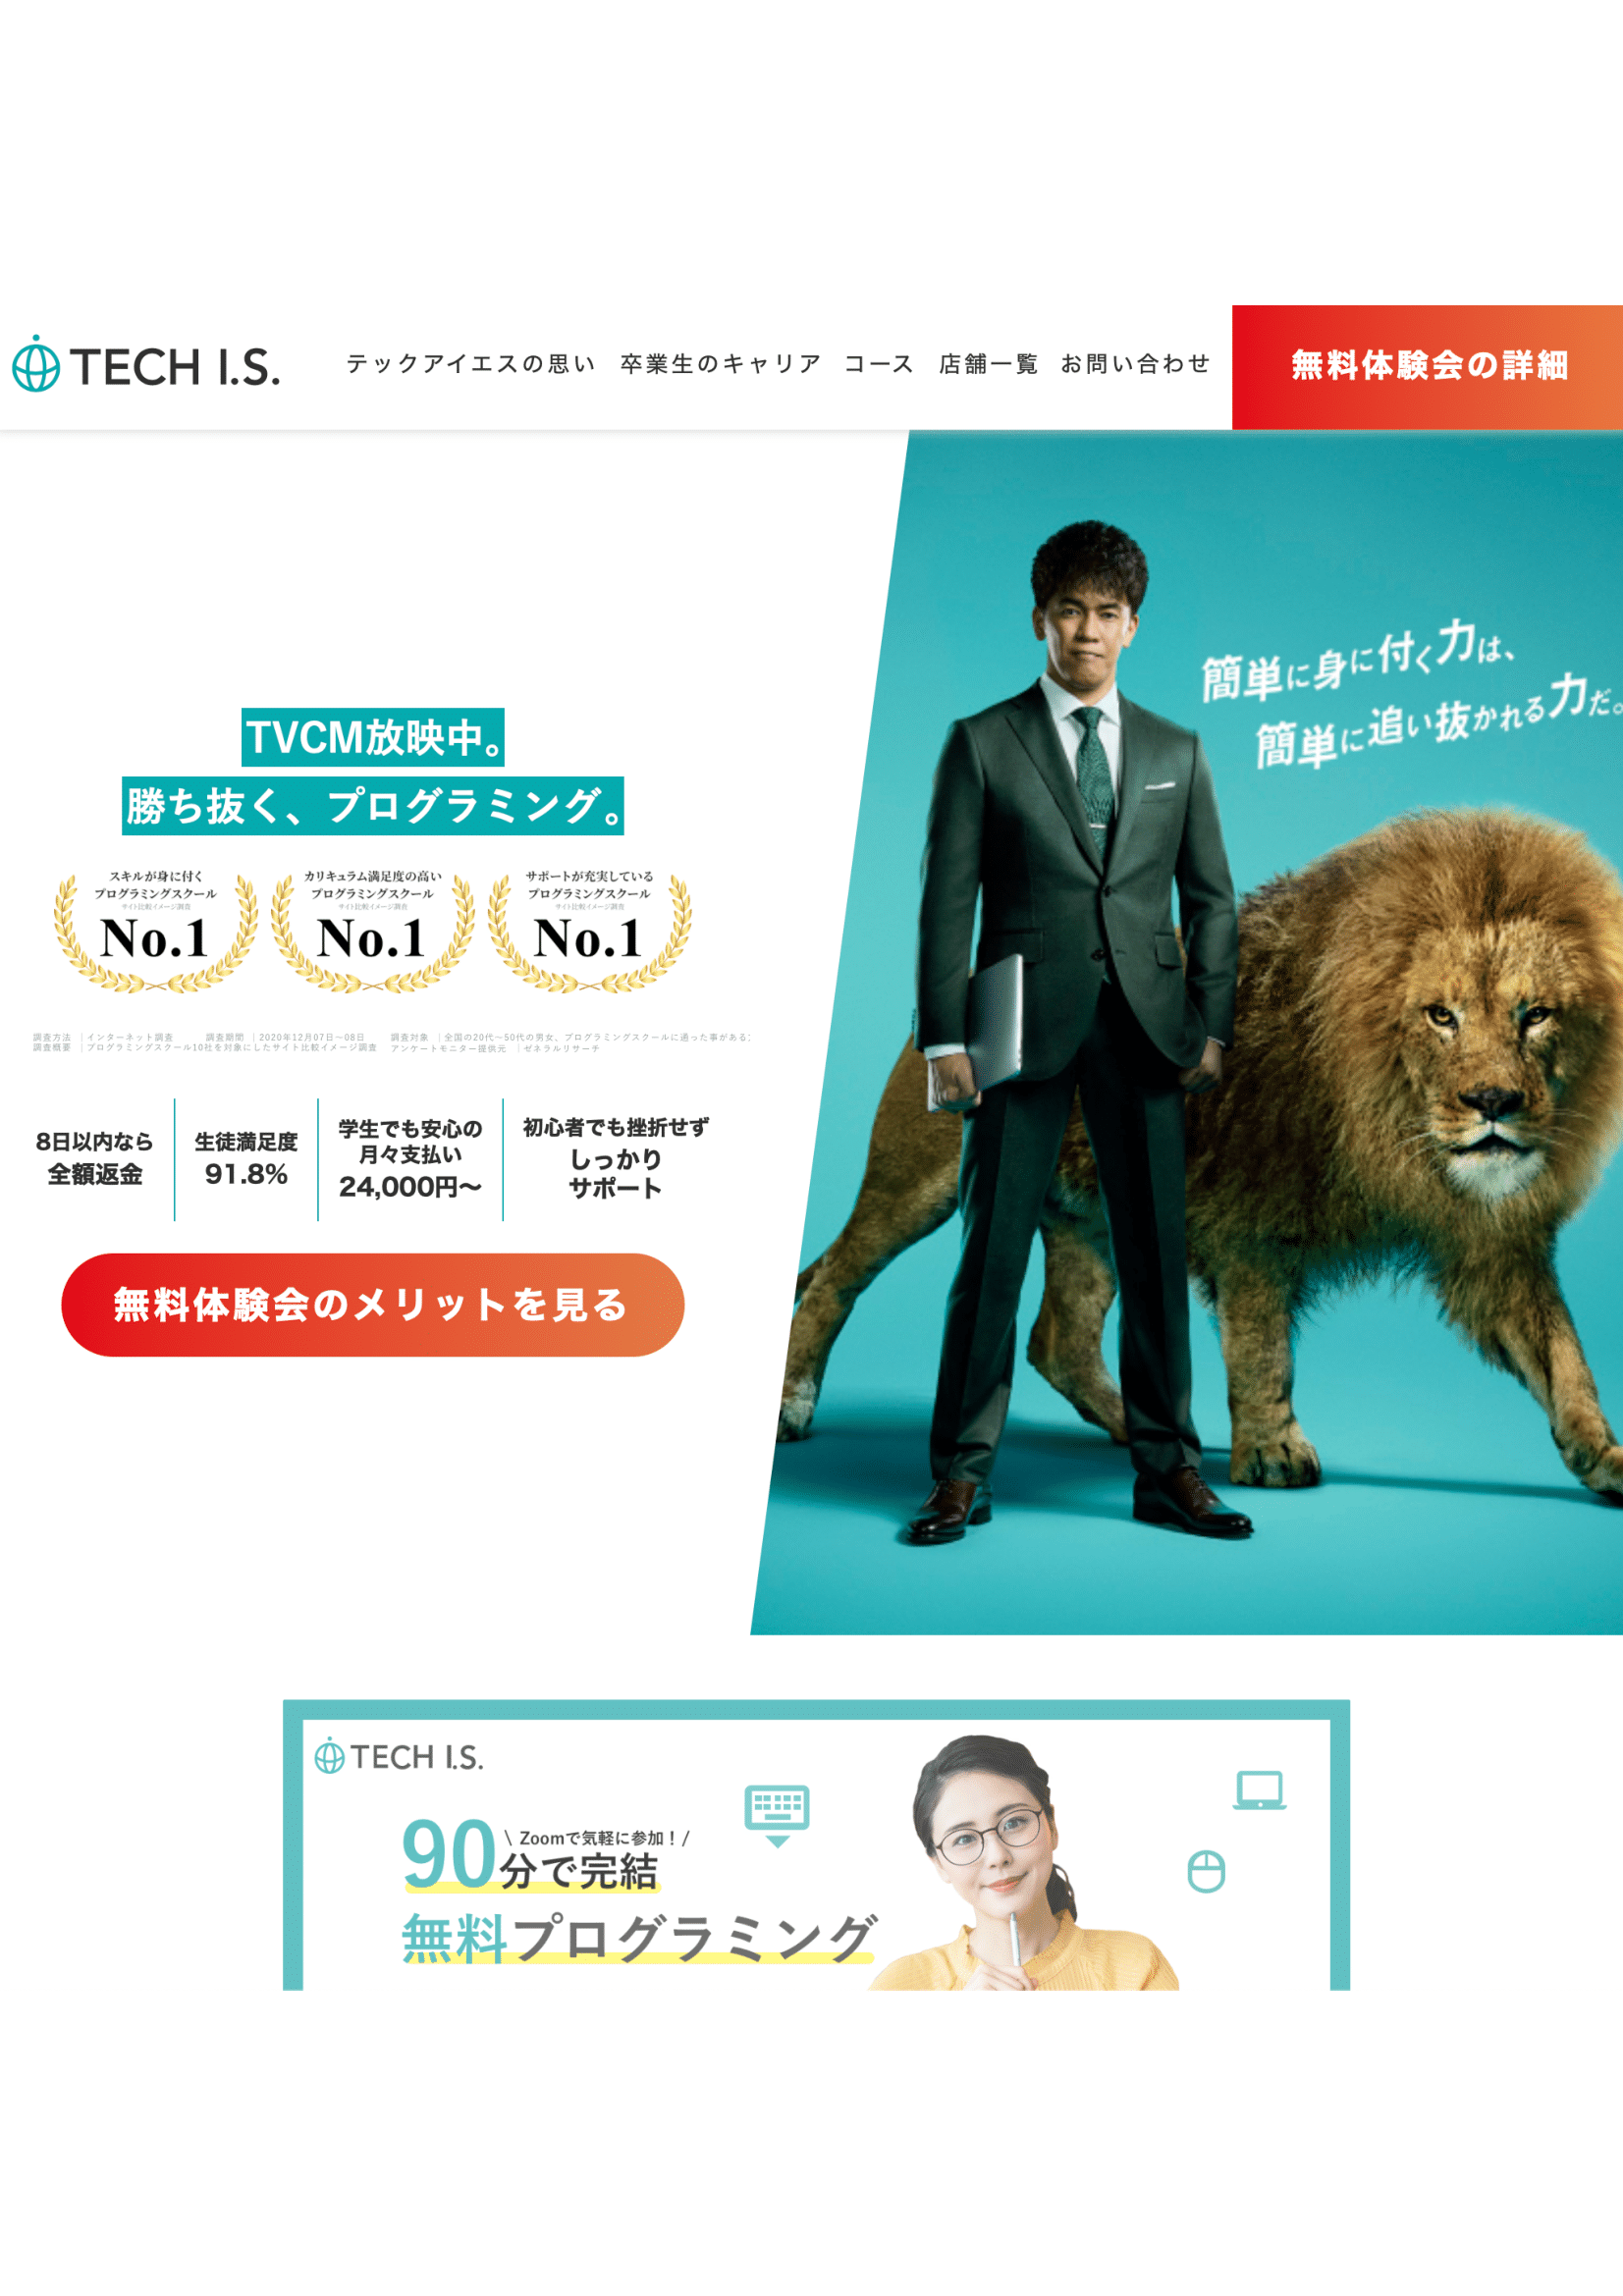 TECH I.S.
テックアイエスの思い 卒業生のキャリア コース 店舗一覧 お問い合わせ
無料体験会の詳細
TVCM放映中。
勝ち抜く、プログラミング。
スキルが身に付く
プログラミングスクール
サイト比較イメージ調査
No.1
カリキュラム満足度の高い
プログラミングスクール
サイト比較イメージ調査
No.1
サポートが充実している
プログラミングスクール
サイト比較イメージ調査
No.1
調査方法 |インターネット調査 調査期間 |2020年12月07日〜08日 調査対象 |全国の20代〜50代の男女、プログラミングスクールに通った事がある
調査概要 |プログラミングスクール10社を対象にしたサイト比較イメージ調査 アンケートモニター提供元 |ゼネラルリサーチ
8日以内なら
全額返金
生徒満足度
91.8%
学生でも安心の
月々支払い
24,000円〜
初心者でも挫折せず
しっかり
サポート
無料体験会のメリットを見る
簡単に身に付く力は、
簡単に追い抜かれる力だ。
TECH I.S.
\ Zoomで気軽に参加！/
90分で完結
無料プログラミング